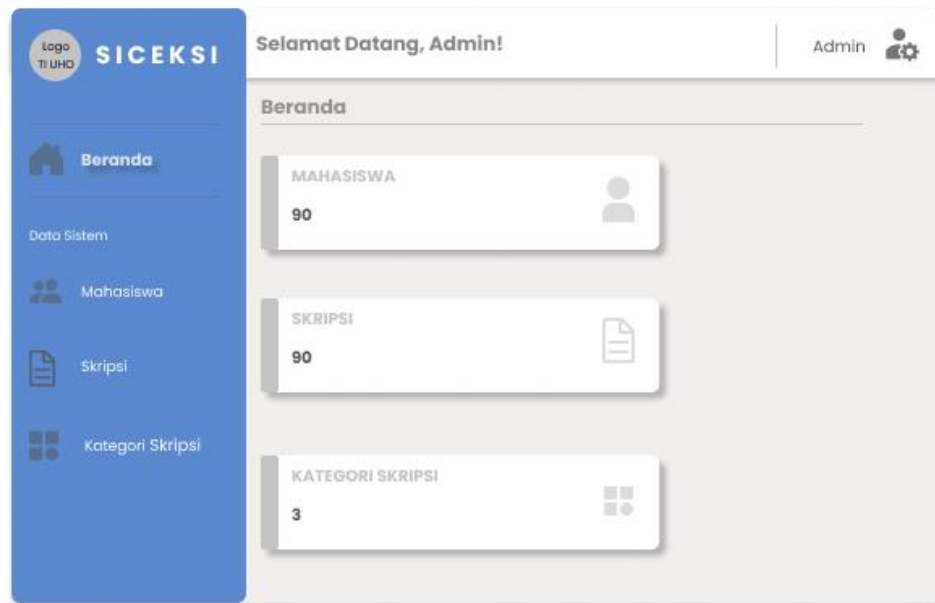 Logo
TI UHO
SICEKSI
Beranda
Data Sistem
Mahasiswa
Skripsi
Kategori Skripsi
Selamat Datang, Admin!
Admin
Beranda
MAHASISWA
90
SKRIPSI
90
KATEGORI SKRIPSI
3